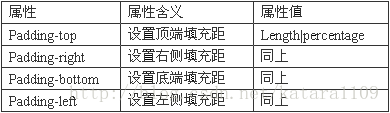 属性 属性含义 属性值
Padding-top 设置顶端填充距 Length|percentage
Padding-right 设置右侧填充距 同上
Padding-bottom 设置底端填充距 同上
Padding-left 设置左侧填充距 同上